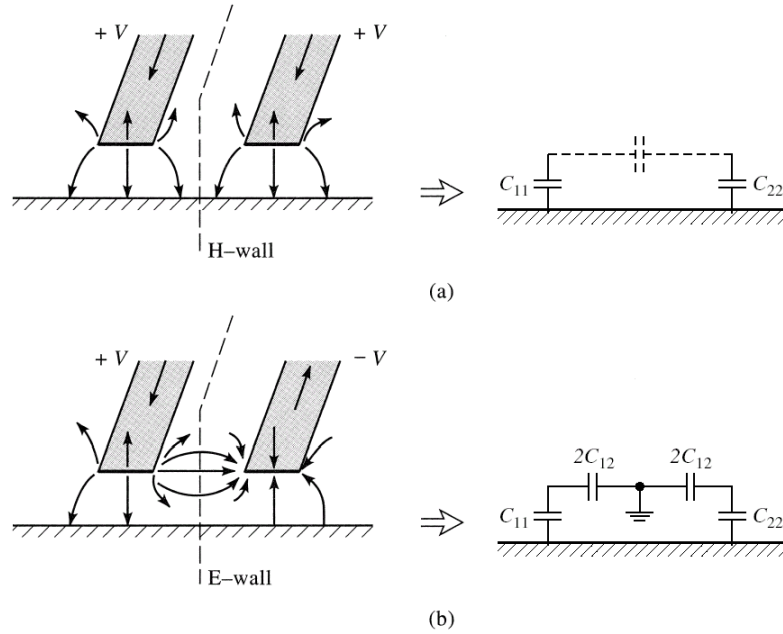 + V
+ V
C11
C22
H–wall
(a)
+ V
– V
2C12
2C12
C11
C22
E–wall
(b)